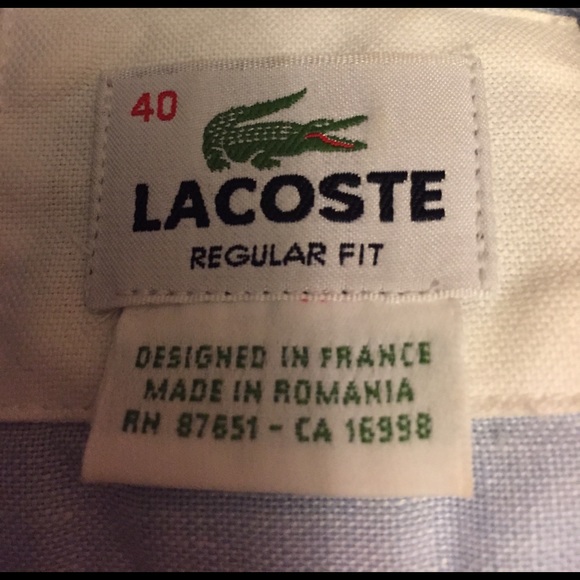 40
LACOSTE
REGULAR FIT
DESIGNED IN FRANCE
MADE IN ROMANIA
RN 87651 - CA 16998